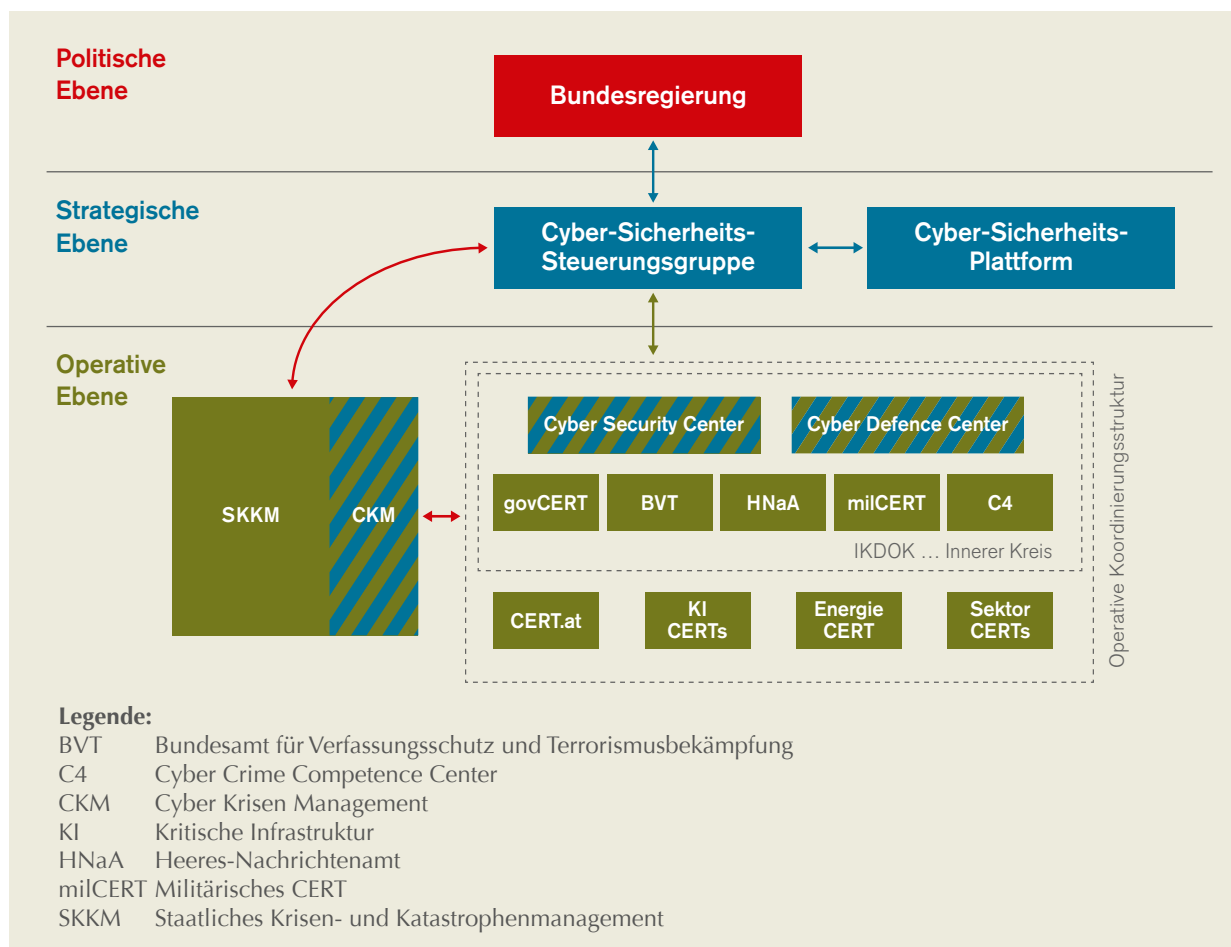 Politische
Ebene
Bundesregierung
Strategische
Ebene
Cyber-Sicherheits-
Steuerungsgruppe
Cyber-Sicherheits-
Plattform
Operative
Ebene
SKKM
CKM
Cyber Security Center
Cyber Defence Center
govCERT
BVT
HNaA
milCERT
C4
IKDOK … Innerer Kreis
CERT.at
KI
CERTs
Energie
CERT
Sektor
CERTs
Operative Koordinierungsstruktur
Legende:
BVT Bundesamt für Verfassungsschutz und Terrorismusbekämpfung
C4 Cyber Crime Competence Center
CKM Cyber Krisen Management
KI Kritische Infrastruktur
HNaA Heeres-Nachrichtenamt
milCERT Militärisches CERT
SKKM Staatliches Krisen- und Katastrophenmanagement